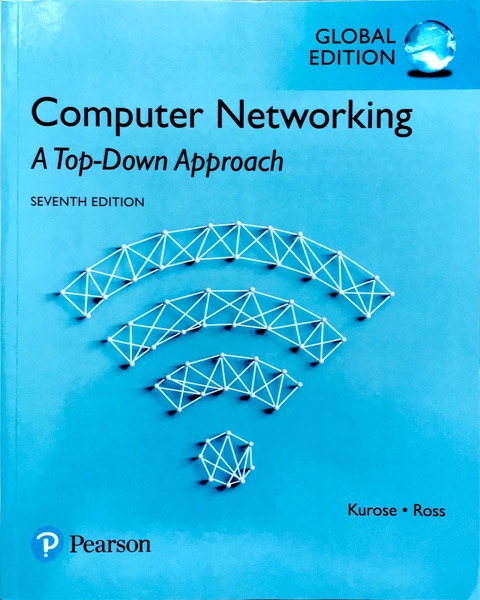 GLOBAL
EDITION
Computer Networking
A Top-Down Approach
SEVENTH EDITION
Kurose • Ross
P Pearson